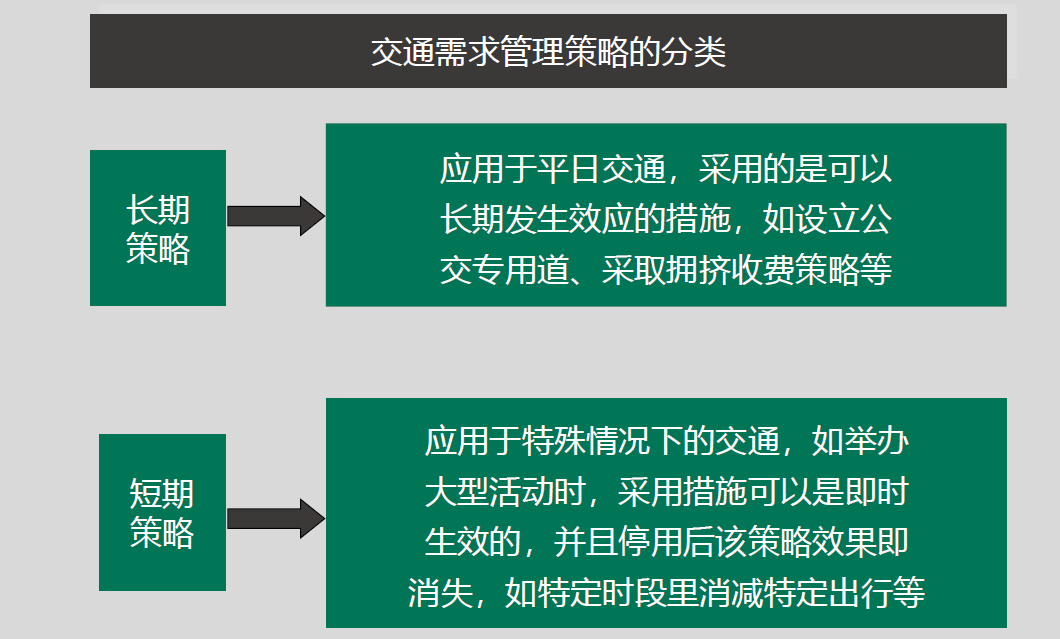 交通需求管理策略的分类
长期
策略
应用于平日交通，采用的是可以
长期发生效应的措施，如设立公
交专用道、采取拥挤收费策略等
短期
策略
应用于特殊情况下的交通，如举办
大型活动时，采用措施可以是即时
生效的，并且停用后该策略效果即
消失，如特定时段里消减特定出行等